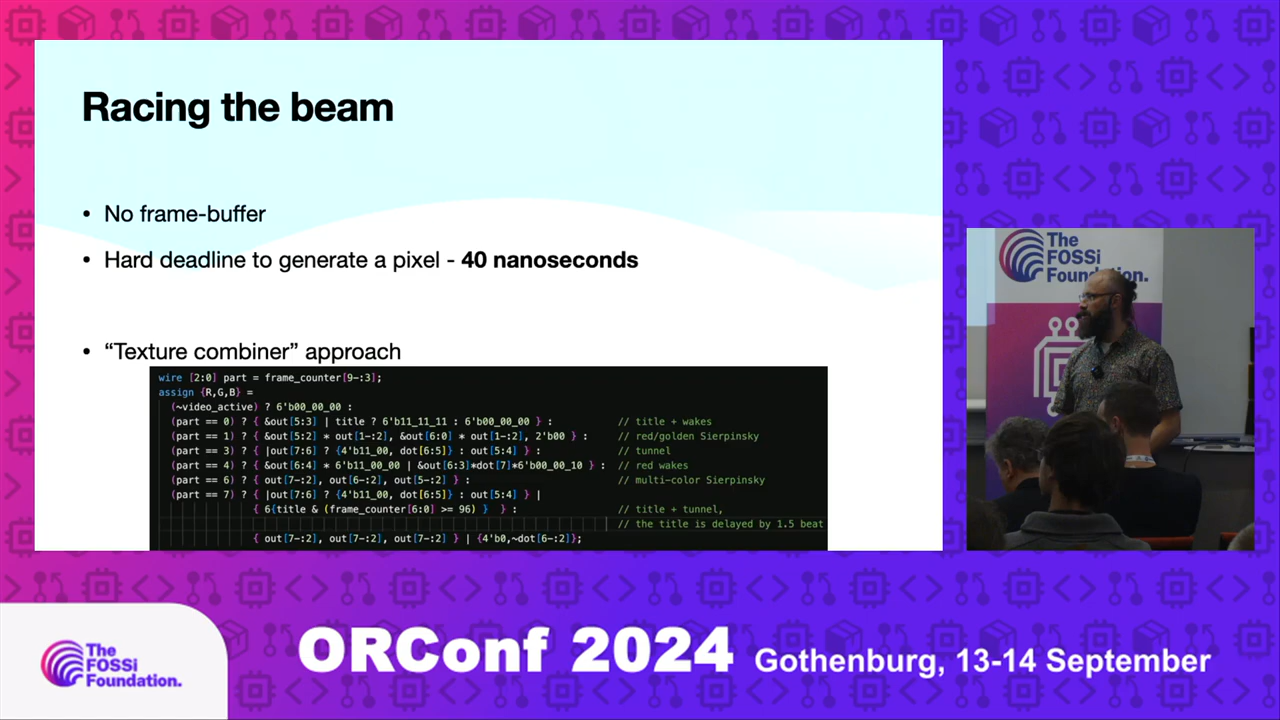 Racing the beam
• No frame-buffer
• Hard deadline to generate a pixel - 40 nanoseconds
• “Texture combiner” approach
wire [2:0] part = frame_counter[9-:3];
assign {R,G,B} =
(~video_active) ? 6'b00_00_00 :
(part == 0) ? { &out[5:3] | title ? 6'b11_11_11 : 6'b00_00_00 } : // title + wakes
(part == 1) ? { &out[5:2] * out[1-:2], &out[6:0] * out[1-:2], 2'b00 } : // red/golden Sierpinsky
(part == 3) ? { |out[7:6] ? {4'b11_00, dot[6:5]} : out[5:4] } : // tunnel
(part == 4) ? { &out[6:4] * 6'b11_00_00 | &out[6:3]*dot[7]*6'b00_00_10 } : // red wakes
(part == 6) ? { out[7-:2], out[6-:2], out[5-:2] } : // multi-color Sierpinsky
(part == 7) ? { |out[7:6] ? {4'b11_00, dot[6:5]} : out[5:4] } |
{ 6{title & (frame_counter[6:0] >= 96) } } : // title + tunnel,
// the title is delayed by 1.5 beat
{ out[7-:2], out[7-:2], out[7-:2] } | {4'b0,~dot[6-:2]};
The
FOSSi
Foundation.
The
FOSSi
Foundation.
ORConf 2024 Gothenburg, 13-14 September